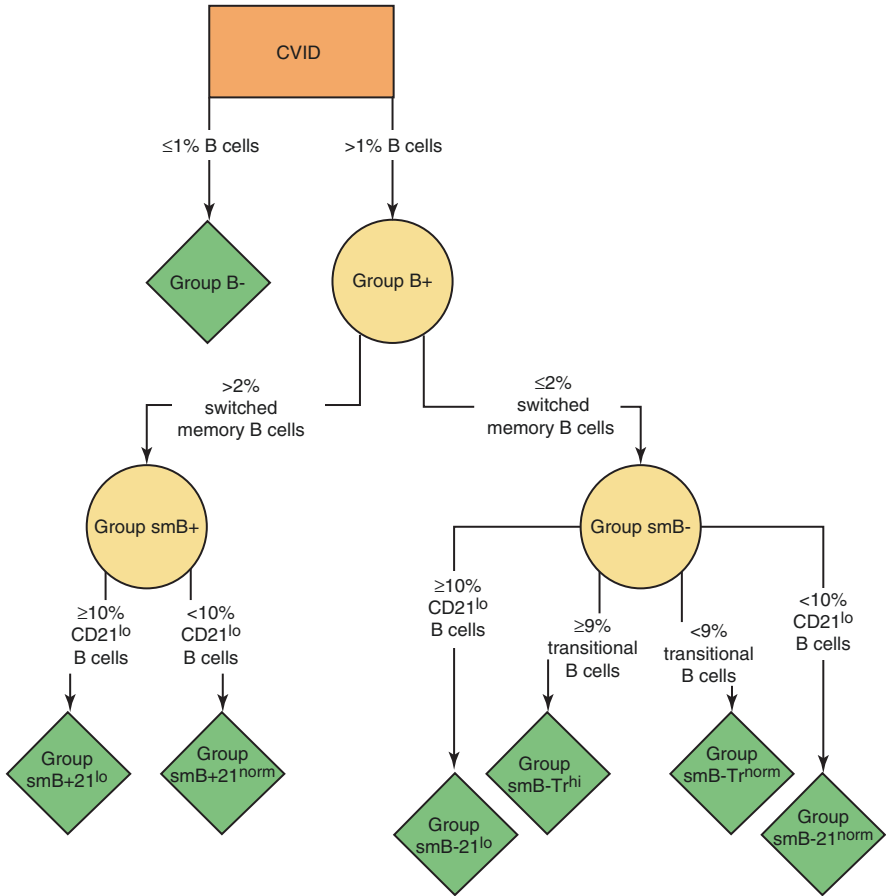 CVID
≤1% B cells
>1% B cells
Group B-
Group B+
>2%
switched
memory B cells
≤2%
switched
memory B cells
Group smB+
Group smB-
≥10%
CD21lo
B cells
<10%
CD21lo
B cells
≥10%
CD21lo
B cells
≥9%
transitional
B cells
<9%
transitional
B cells
<10%
CD21lo
B cells
Group
smB+21lo
Group
smB+21norm
Group
smB-21lo
Group
smB-Trhi
Group
smB-Trnorm
Group
smB-21norm